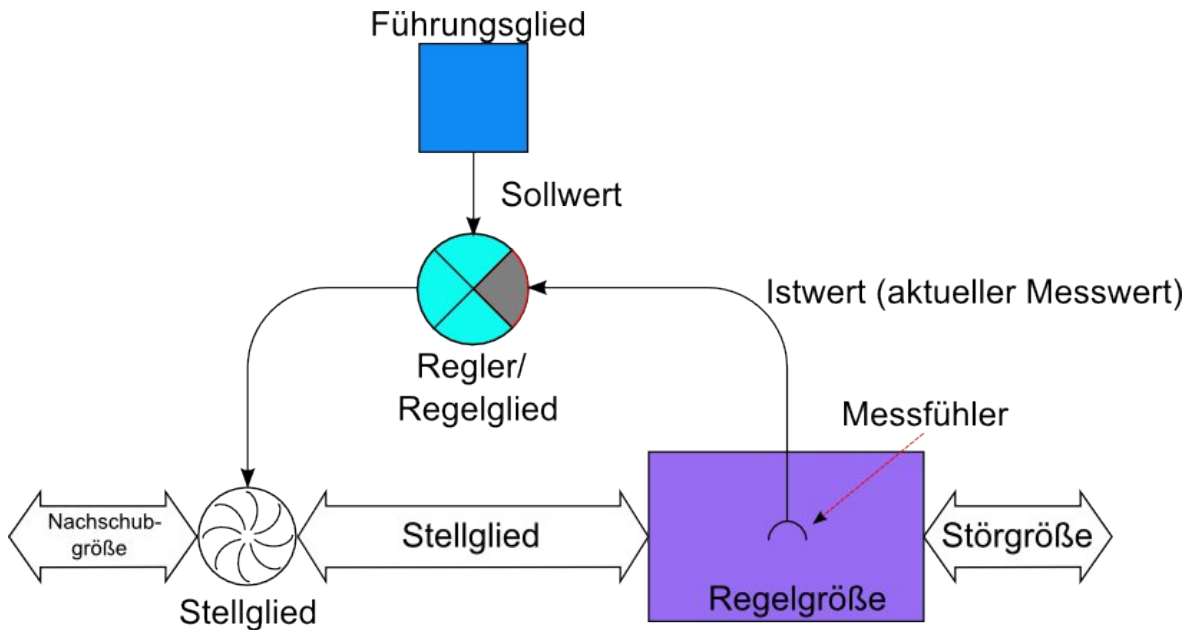 Führungsglied
Sollwert
Istwert (aktueller Messwert)
Regler/
Regelglied
Messfühler
Nachschub-
größe
Stellglied
Störgröße
Stellglied
Regelgröße